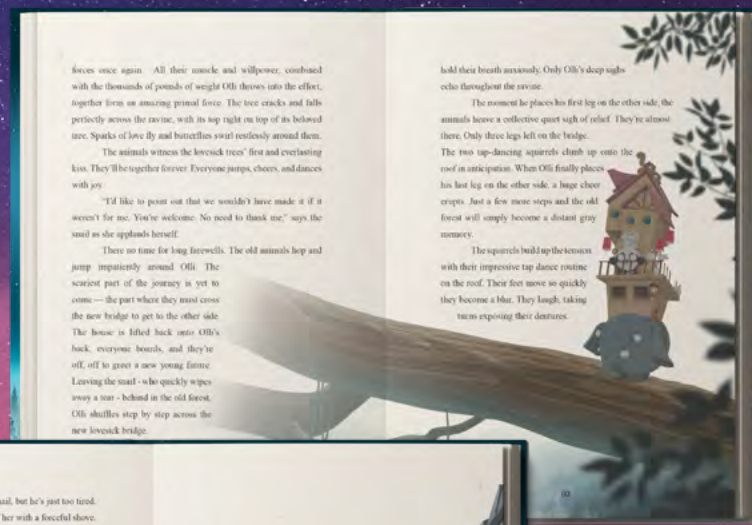 forces once again. All their muscle and willpower, combined
with the thousands of pounds of weight Olli throws into the effort,
together form an amazing primal force. The tree cracks and falls
perfectly across the ravine, with its top right on top of its beloved
tree. Sparks of love fly and butterflies swirl restlessly around them.
The animals witness the lovesick trees' first and everlasting
kiss. They'll be together forever. Everyone jumps, cheers, and dances
with joy.
"I'd like to point out that we wouldn't have made it if it
weren't for me. You're welcome. No need to thank me," says the
snail as she applauds herself.
There no time for long farewells. The old animals hop and
jump impatiently around Olli. The
scariest part of the journey is yet to
come — the part where they must cross
the new bridge to get to the other side.
The house is lifted back onto Olli's
back, everyone boards, and they're
off, off to greet a new young future.
Leaving the snail - who quickly wipes
away a tear - behind in the old forest,
Olli shuffles step by step across the
new lovesick bridge.
hold their breath anxiously. Only Olli's deep sighs
echo throughout the ravine.
The moment he places his first leg on the other side, the
animals heave a collective quiet sigh of relief. They're almost
there. Only three legs left on the bridge.
The two tap-dancing squirrels climb up onto the
roof in anticipation. When Olli finally places
his last leg on the other side, a huge cheer
erupts. Just a few more steps and the old
forest will simply become a distant gray
memory.
The squirrels build up the tension
with their impressive tap dance routine
on the roof. Their feet move so quickly
they become a blur. They laugh, taking
turns exposing their dentures.
nail, but he's just too tired.
her with a forceful shove.